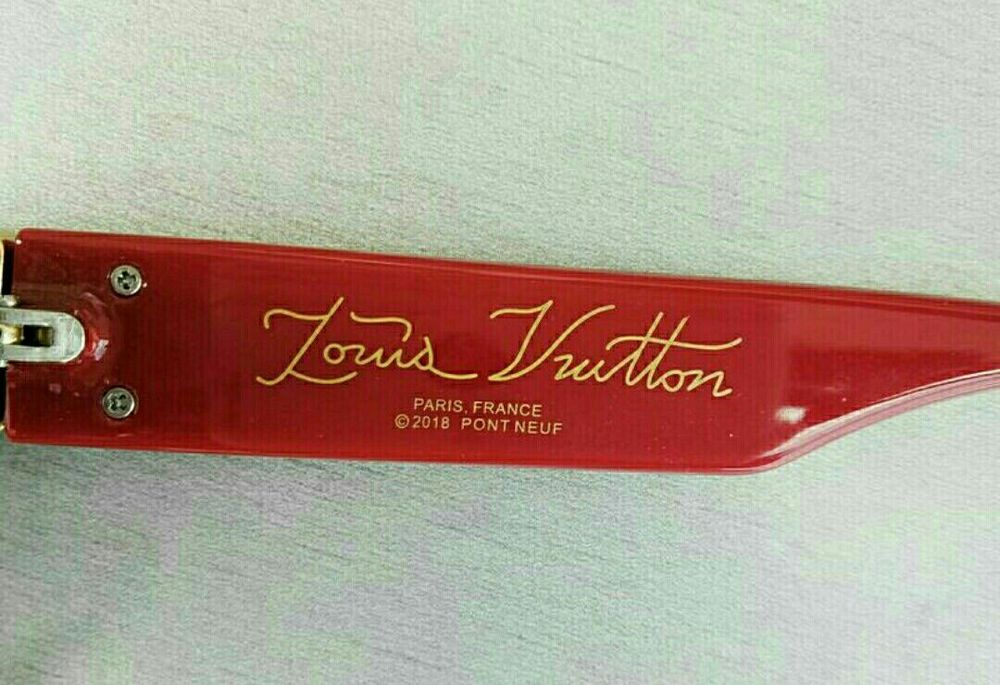 Louis Vuitton
PARIS, FRANCE
©2018 PONT NEUF